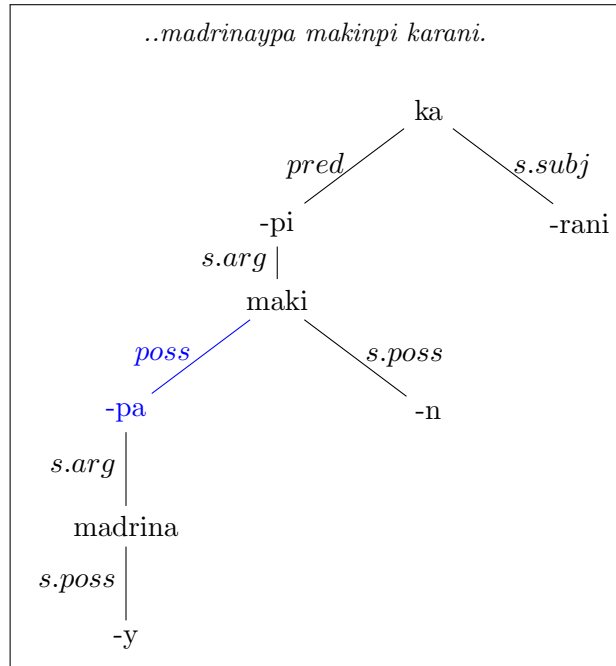 ..madrinaypa makinpi karani.
ka
pred s.subj
-pi -rani
s.arg
maki
poss s.poss
-pa -n
s.arg
madrina
s.poss
-y